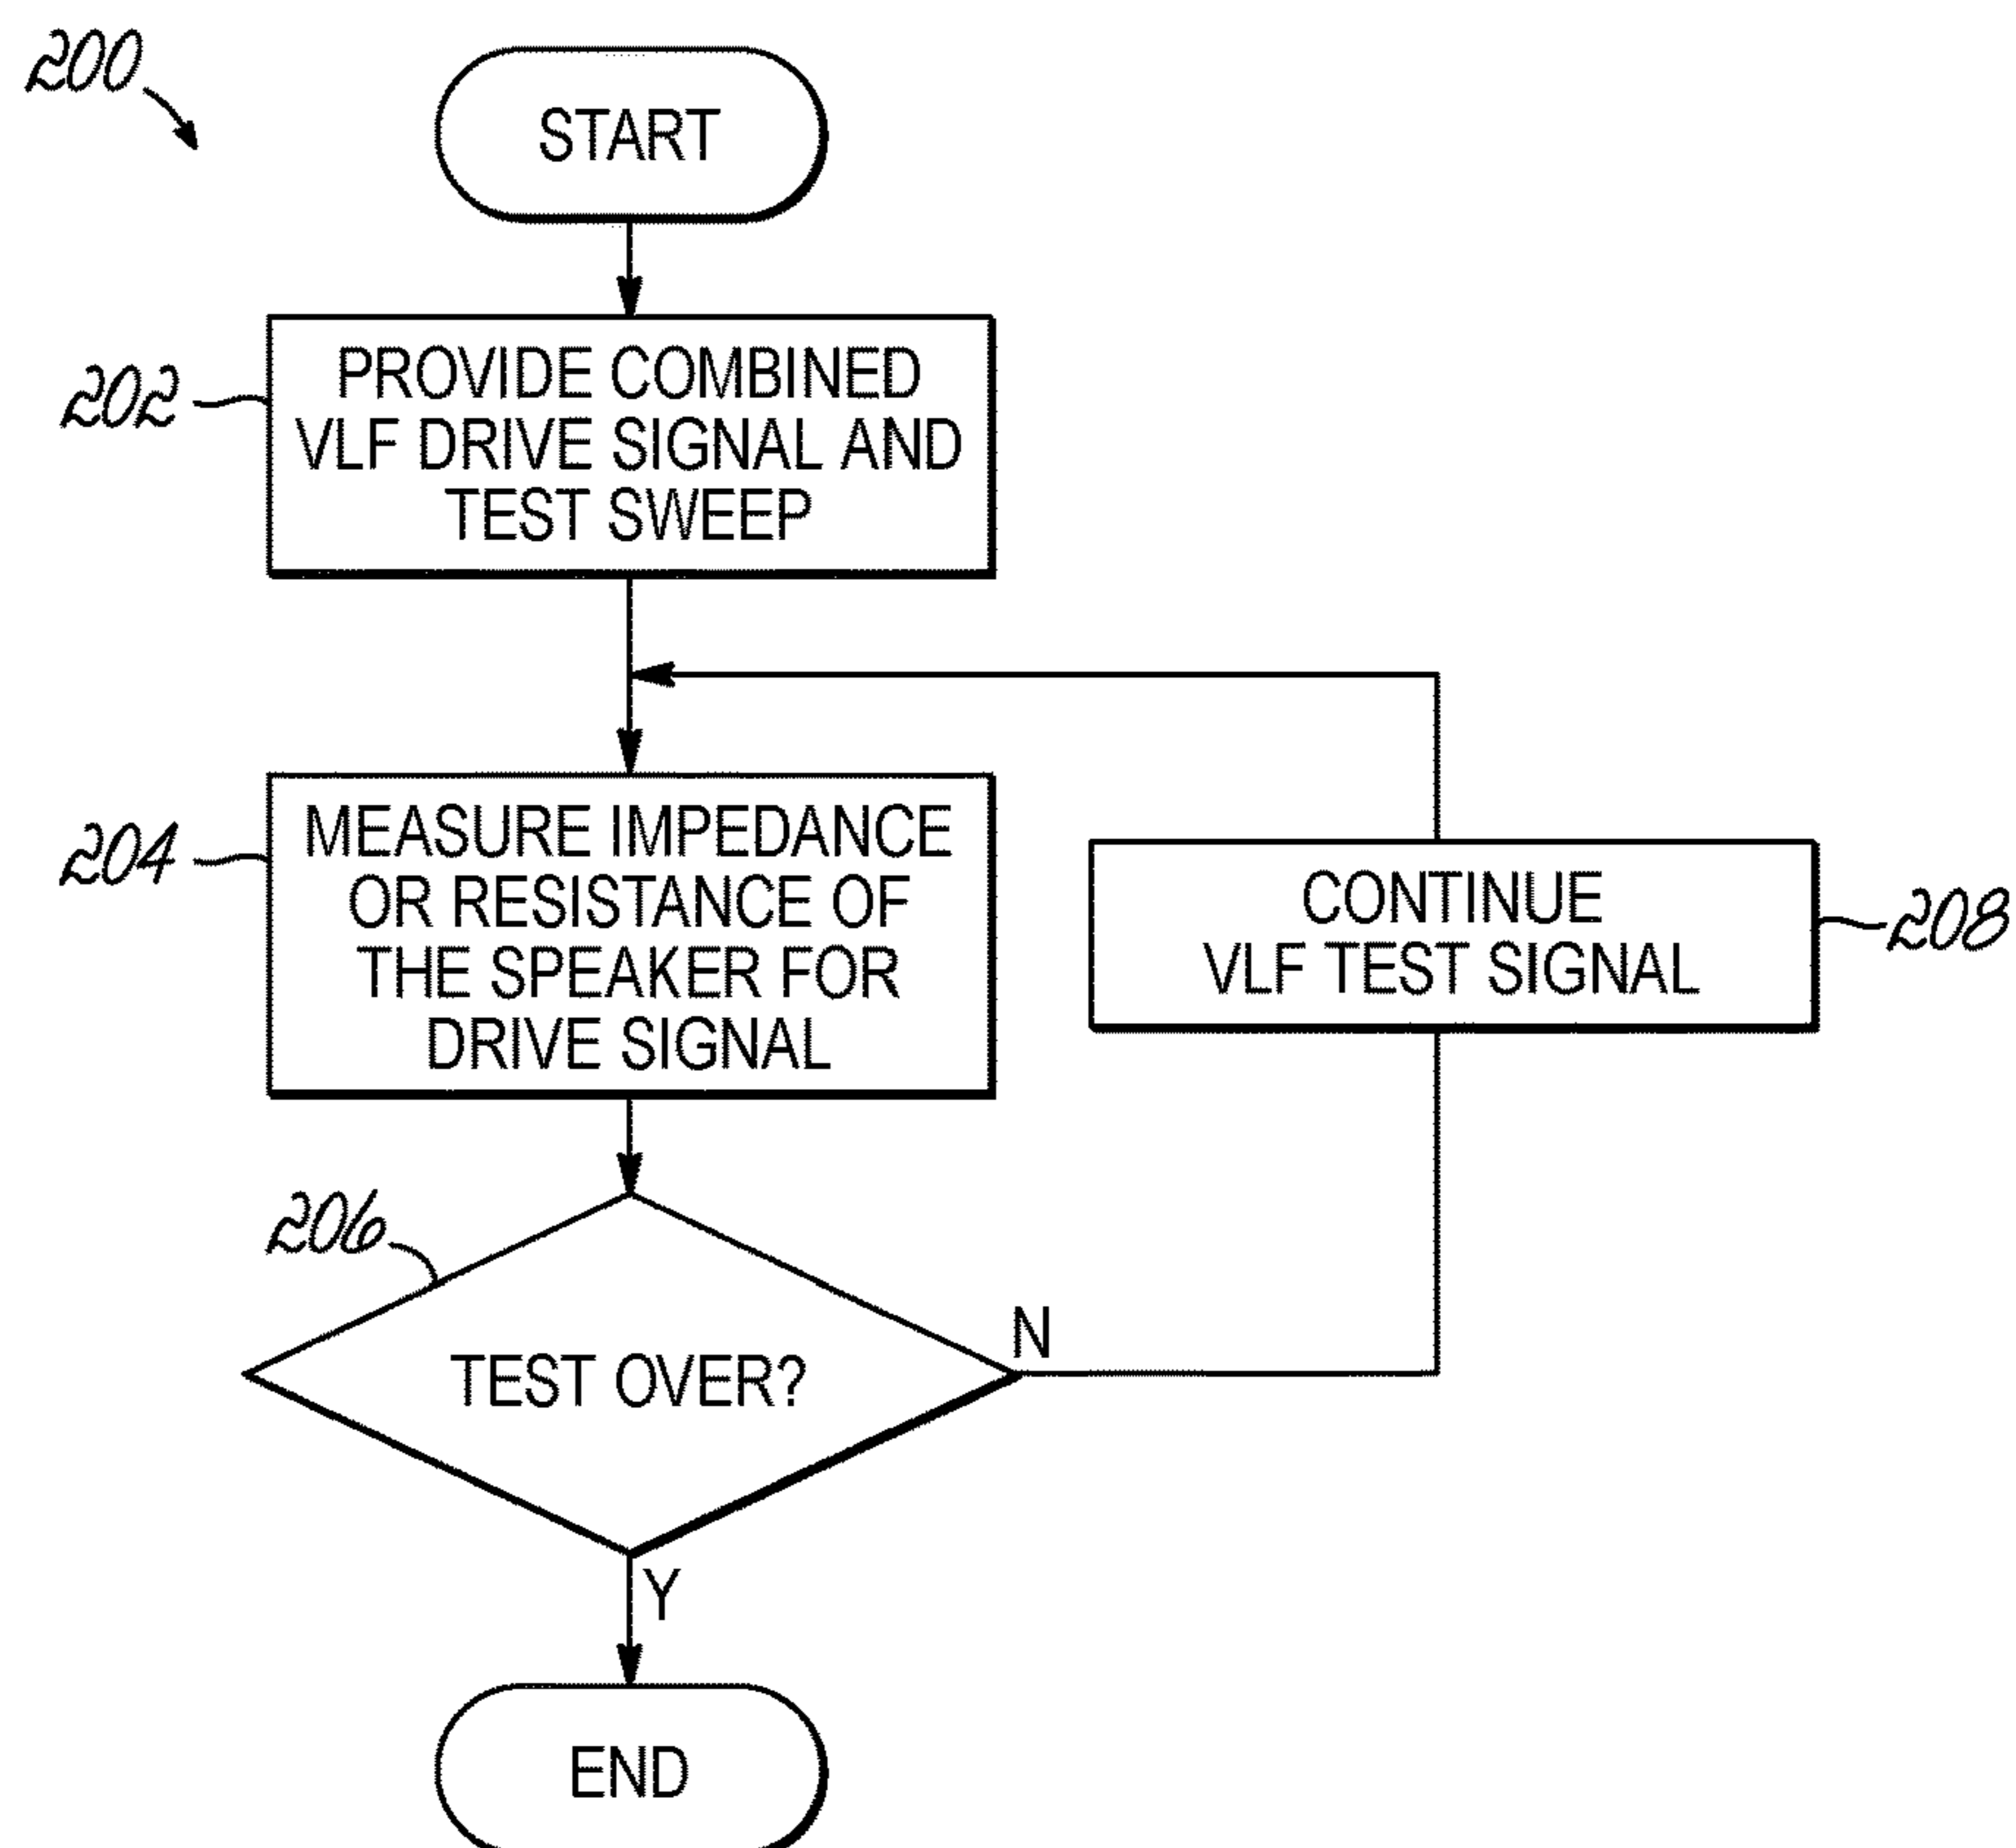 200
START
202
PROVIDE COMBINED
VLF DRIVE SIGNAL AND
TEST SWEEP
204
MEASURE IMPEDANCE
OR RESISTANCE OF
THE SPEAKER FOR
DRIVE SIGNAL
CONTINUE
VLF TEST SIGNAL
208
206
TEST OVER?
N
Y
END